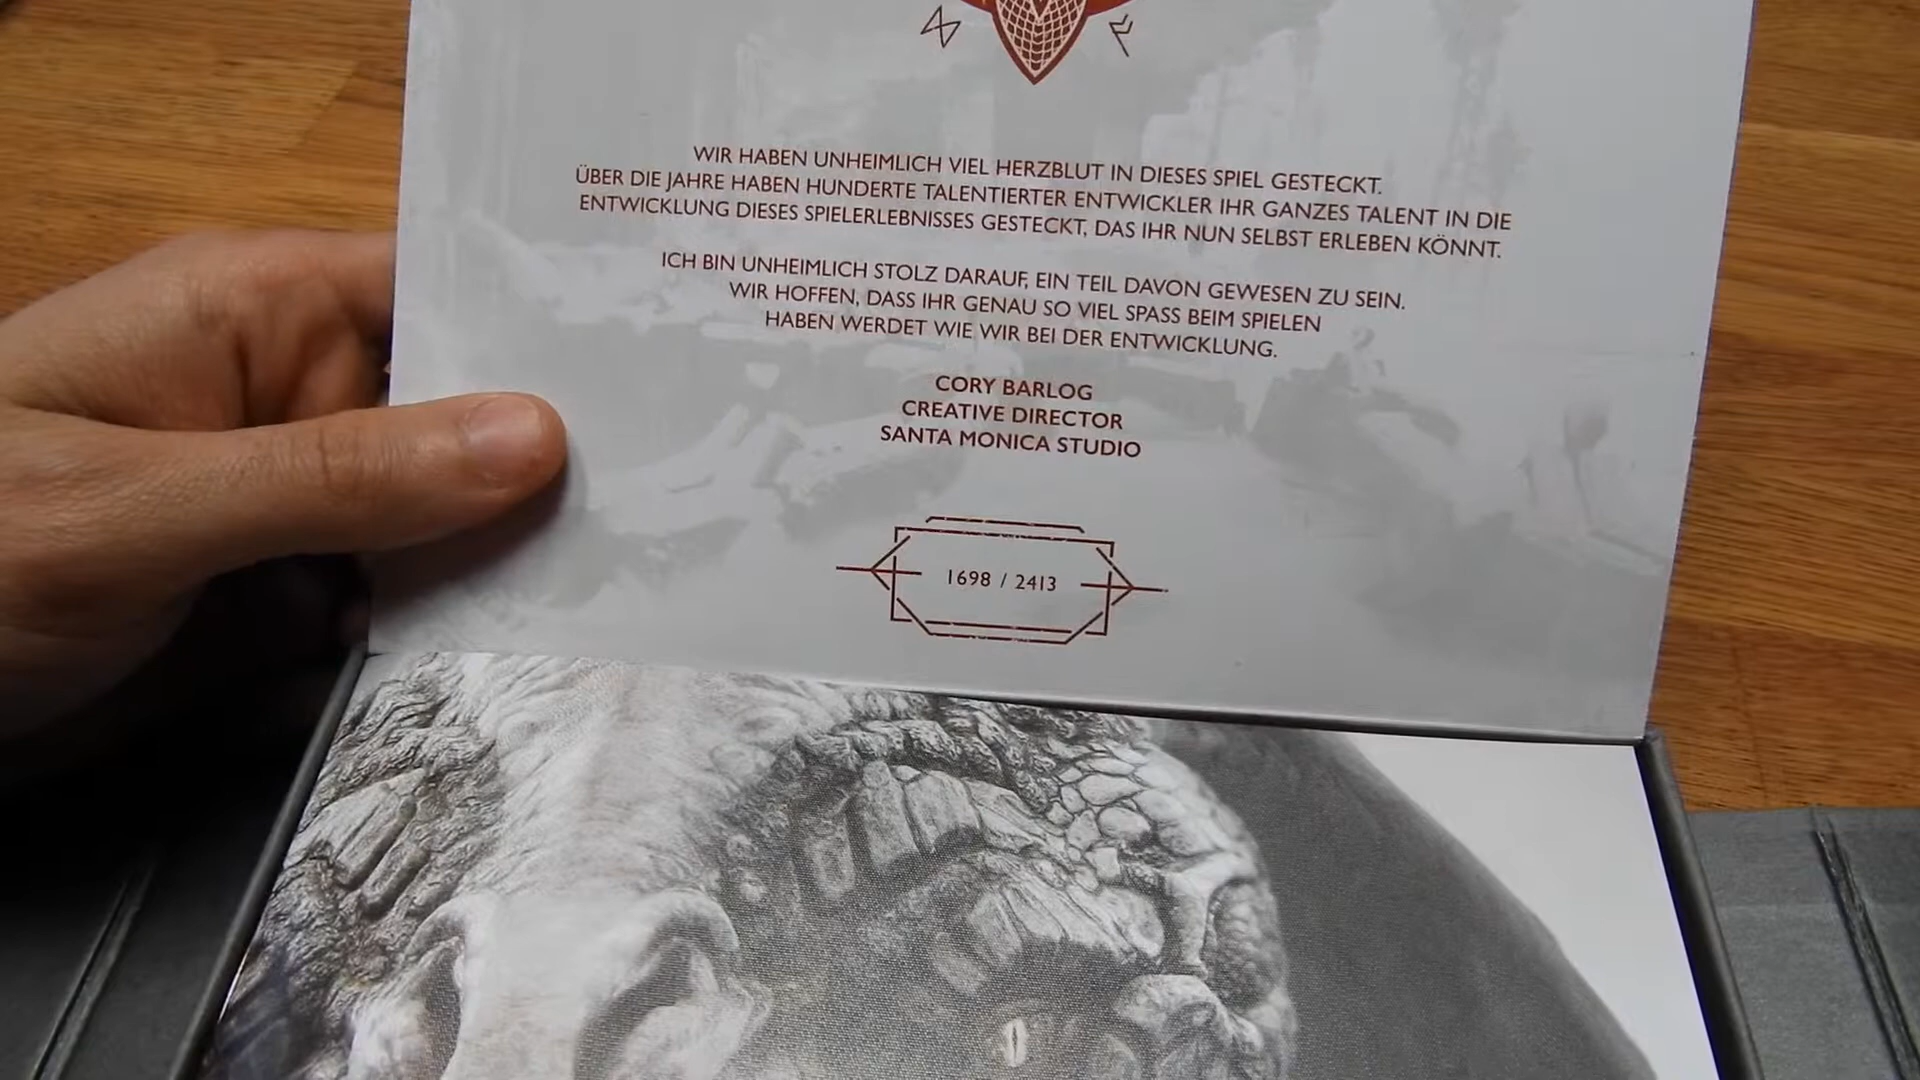 WIR HABEN UNHEIMLICH VIEL HERZBLUT IN DIESES SPIEL GESTECKT.
ÜBER DIE JAHRE HABEN HUNDERTE TALENTIERTER ENTWICKLER IHR GANZES TALENT IN DIE
ENTWICKLUNG DIESES SPIELERLEBNISSES GESTECKT, DAS IHR NUN SELBST ERLEBEN KÖNNT.
ICH BIN UNHEIMLICH STOLZ DARAUF, EIN TEIL DAVON GEWESEN ZU SEIN.
WIR HOFFEN, DASS IHR GENAU SO VIEL SPASS BEIM SPIELEN
HABEN WERDET WIE WIR BEI DER ENTWICKLUNG.
CORY BARLOG
CREATIVE DIRECTOR
SANTA MONICA STUDIO
1698 / 2413